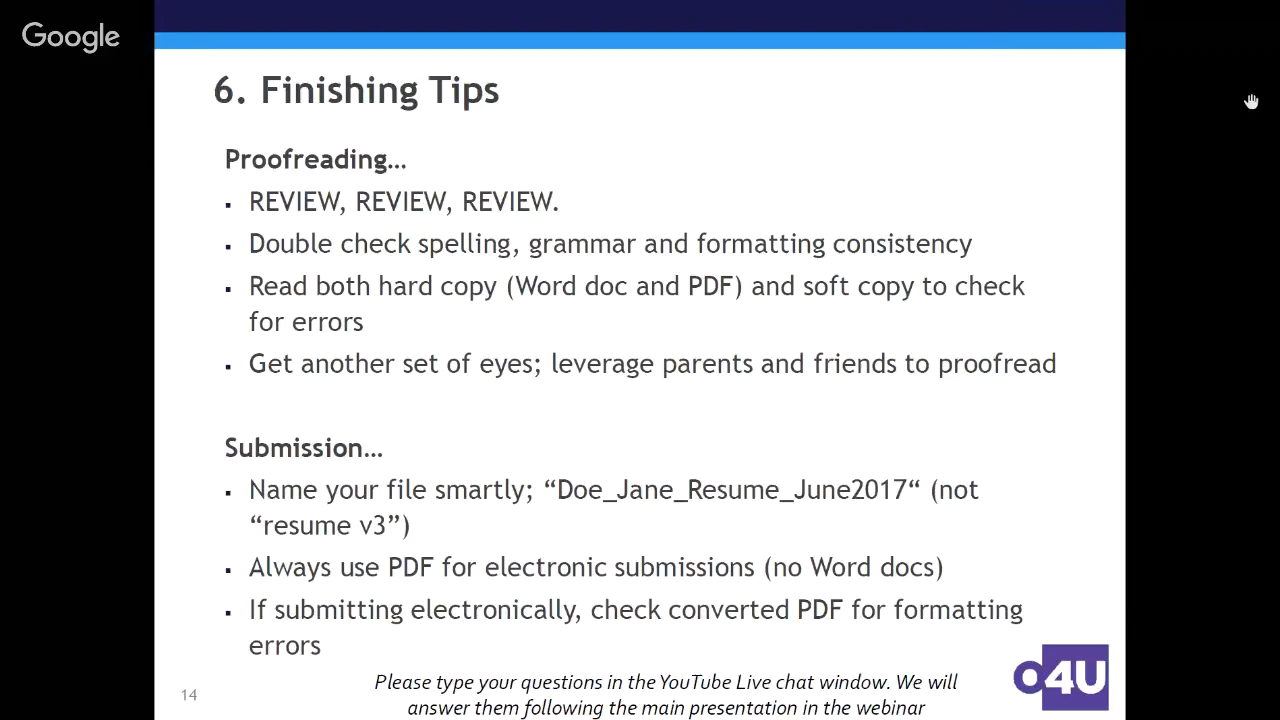 Google
6. Finishing Tips
Proofreading…
▪ REVIEW, REVIEW, REVIEW.
▪ Double check spelling, grammar and formatting consistency
▪ Read both hard copy (Word doc and PDF) and soft copy to check
for errors
▪ Get another set of eyes; leverage parents and friends to proofread
Submission…
▪ Name your file smartly; “Doe_Jane_Resume_June2017“ (not
“resume v3”)
▪ Always use PDF for electronic submissions (no Word docs)
▪ If submitting electronically, check converted PDF for formatting
errors
14
Please type your questions in the YouTube Live chat window. We will
answer them following the main presentation in the webinar
o4U